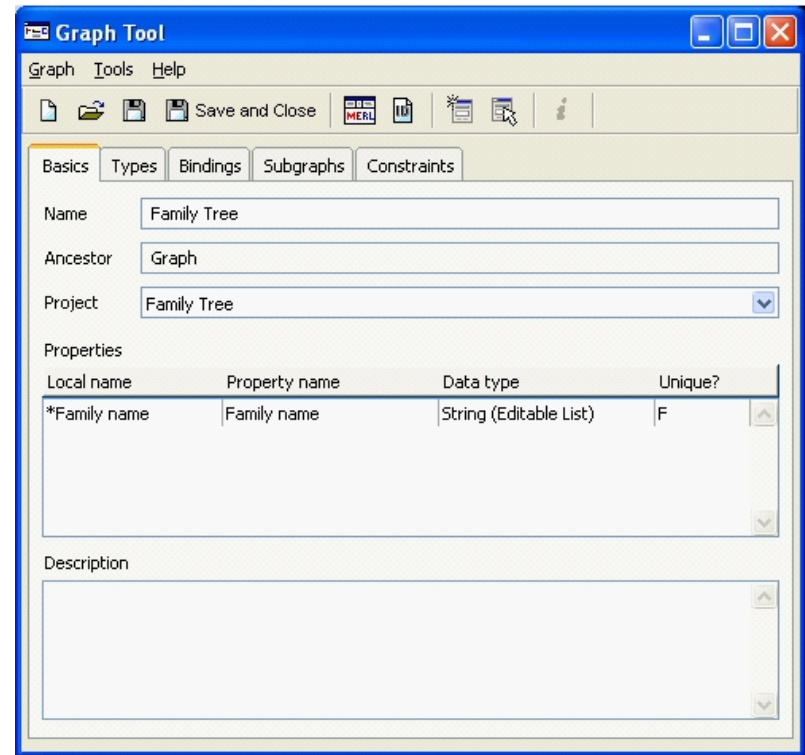 Graph Tool
Graph Tools Help
Save and Close MERL ID i
Basics Types Bindings Subgraphs Constraints
Name Family Tree
Ancestor Graph
Project Family Tree
Properties
Local name Property name Data type Unique?
*Family name Family name String (Editable List) F
Description